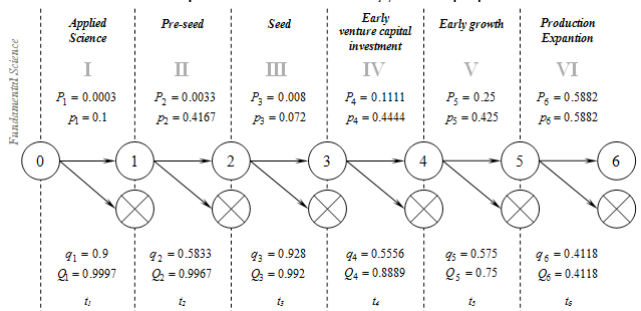 Fundamental Science
Applied Science
Pre-seed
Seed
Early venture capital investment
Early growth
Production Expantion
I II III IV V VI
P1 = 0.0003 P2 = 0.0033 P3 = 0.008 P4 = 0.1111 P5 = 0.25 P6 = 0.5882
p1 = 0.1 p2 = 0.4167 p3 = 0.072 p4 = 0.4444 p5 = 0.425 p6 = 0.5882
0 1 2 3 4 5 6
q1 = 0.9 q2 = 0.5833 q3 = 0.928 q4 = 0.5556 q5 = 0.575 q6 = 0.4118
Q1 = 0.9997 Q2 = 0.9967 Q3 = 0.992 Q4 = 0.8889 Q5 = 0.75 Q6 = 0.4118
t1 t2 t3 t4 t5 t6